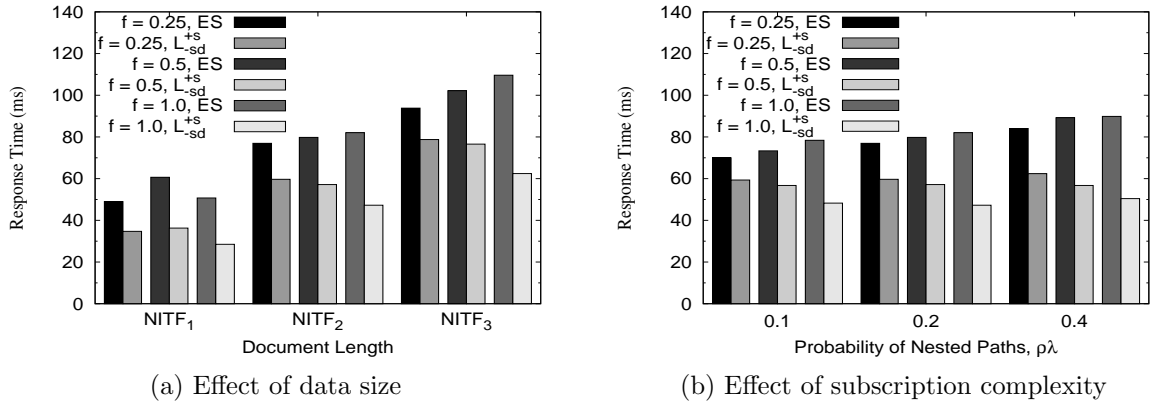 140
120
100
80
60
40
20
0
Response Time (ms)
f = 0.25, ES
f = 0.25, L+s-sd
f = 0.5, ES
f = 0.5, L+s-sd
f = 1.0, ES
f = 1.0, L+s-sd
NITF1 NITF2 NITF3
Document Length
(a) Effect of data size
140
120
100
80
60
40
20
0
Response Time (ms)
f = 0.25, ES
f = 0.25, L+s-sd
f = 0.5, ES
f = 0.5, L+s-sd
f = 1.0, ES
f = 1.0, L+s-sd
0.1 0.2 0.4
Probability of Nested Paths, ρλ
(b) Effect of subscription complexity